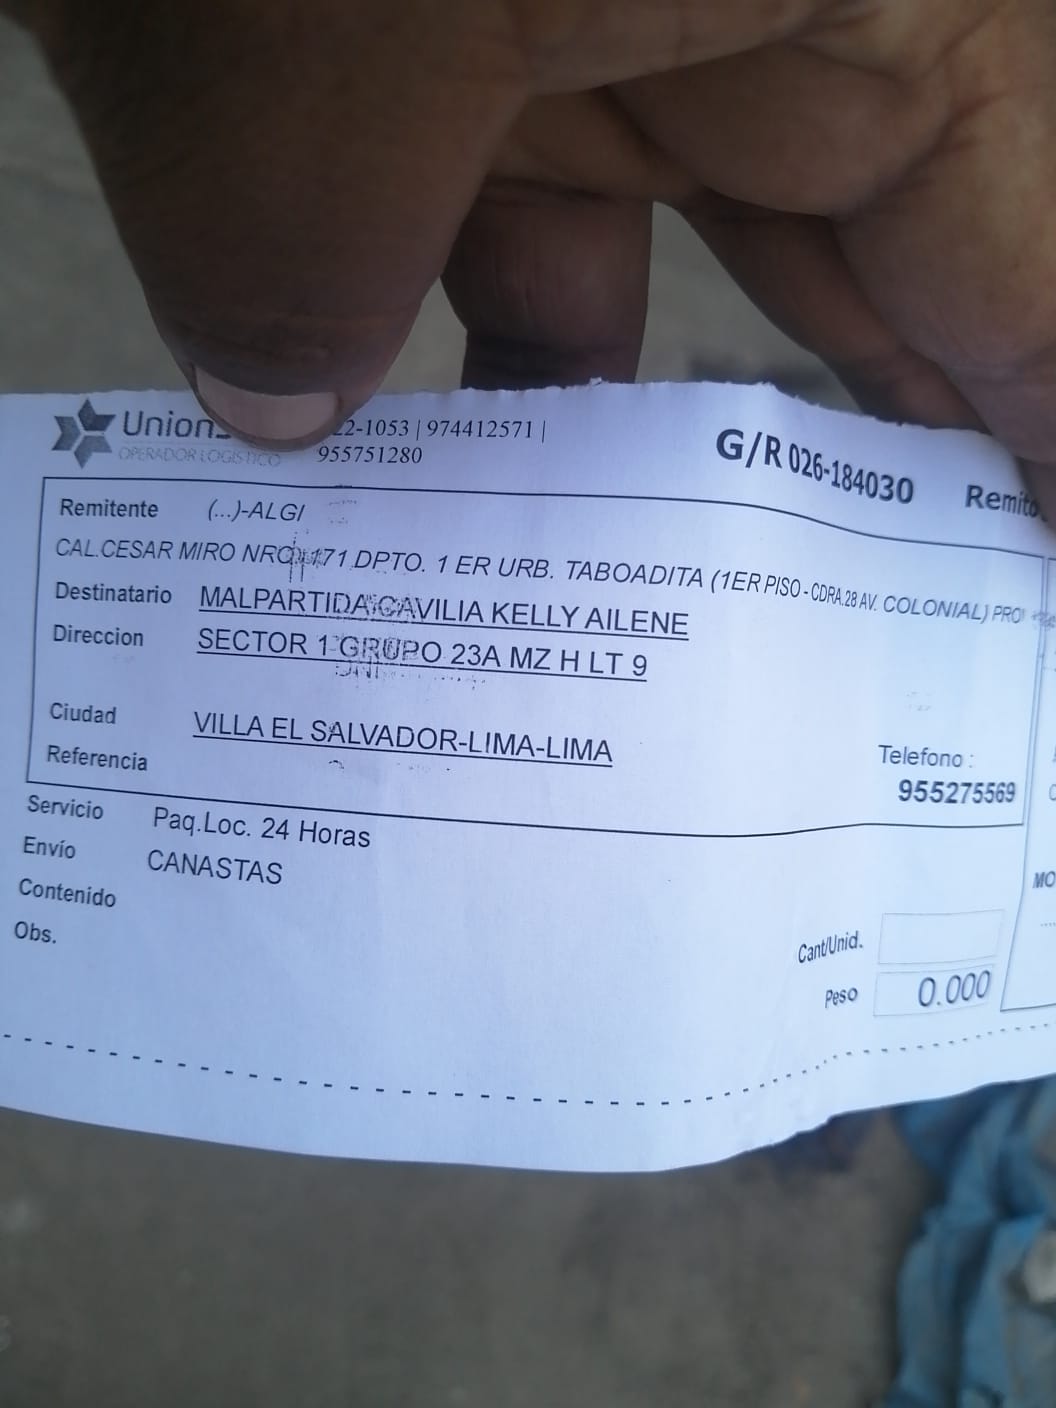 Union
22-1053 | 974412571 |
OPERADOR LOGISTICO 955751280
G/R 026-184030 Remito
Remitente (...)-ALGI
CAL.CESAR MIRO NRO 171 DPTO. 1 ER URB. TABOADITA (1ER PISO - CDRA.28 AV. COLONIAL) PRO
Destinatario MALPARTIDA CAVILIA KELLY AILENE
Direccion SECTOR 1 GRUPO 23A MZ H LT 9
Ciudad VILLA EL SALVADOR-LIMA-LIMA
Referencia
Telefono :
955275569
Servicio Paq.Loc. 24 Horas
Envío CANASTAS
Contenido
Obs.
MO
Cant/Unid.
Peso 0.000